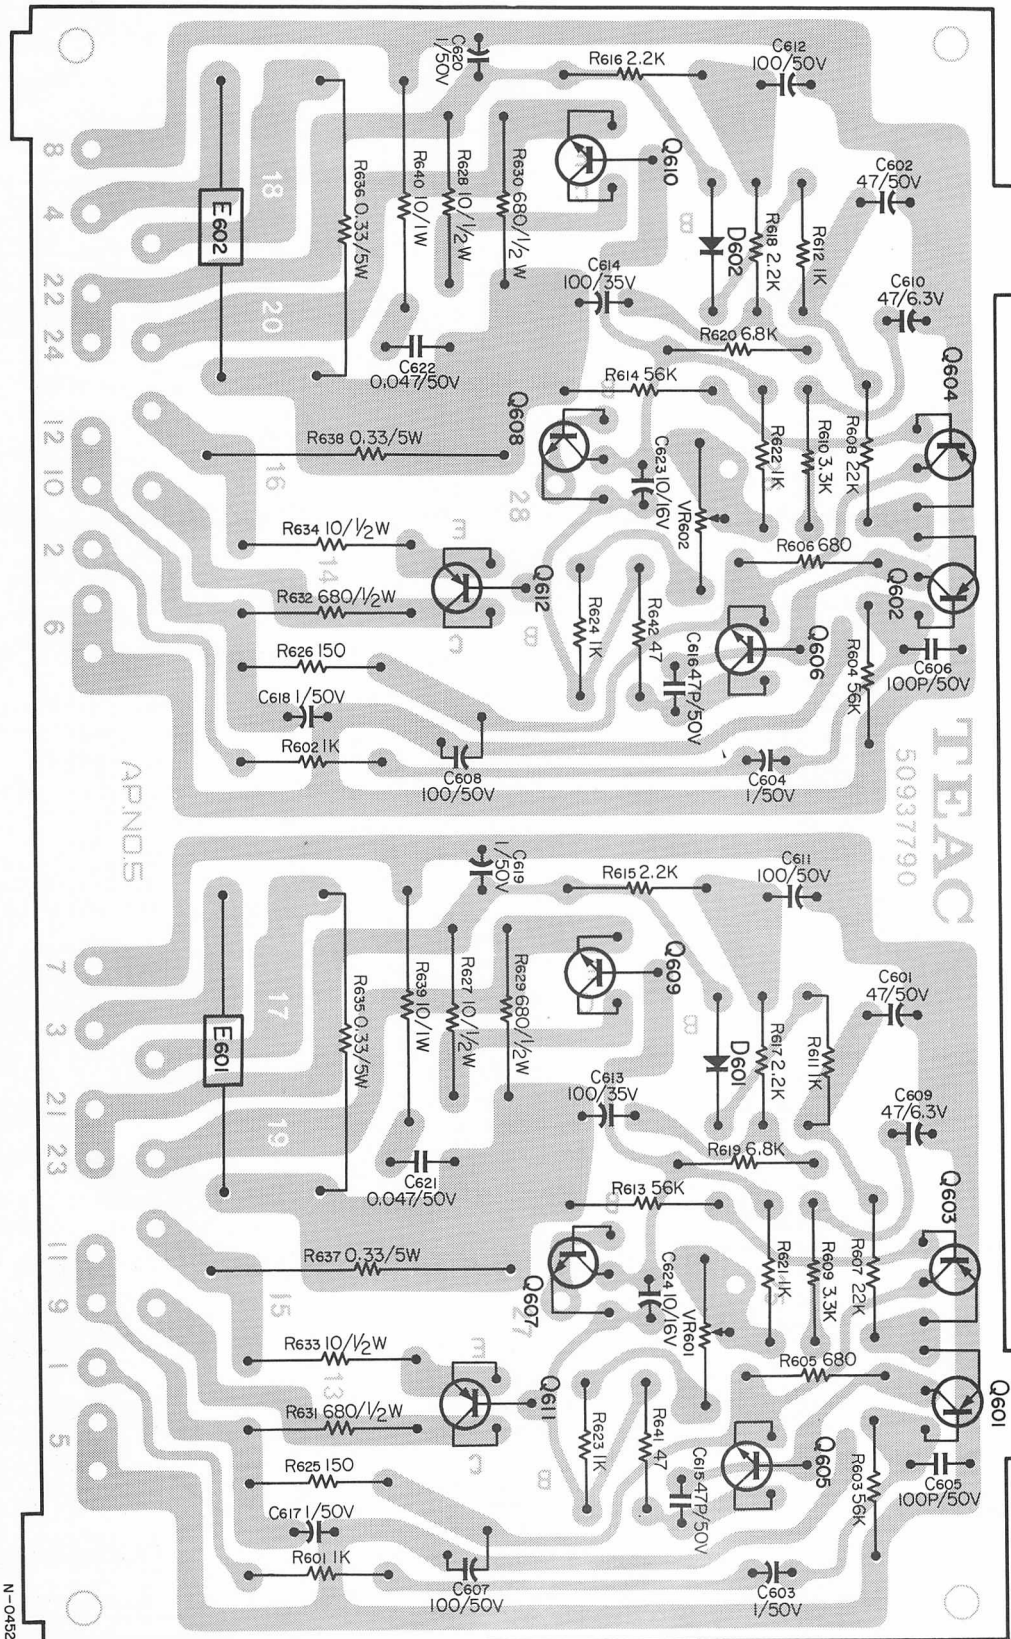 C620
1/50V
R616 2.2K
C612
100/50V
8
4
22
24
12
10
2
6
18
E602
20
R636 0.33/5W
R640 10/1W
R628 10/½W
R630 680/½W
Q610
B
D602
R618 2.2K
R612 1K
C602
47/50V
C614
100/35V
C610
47/6.3V
C622
0.047/50V
R620 6.8K
R614 56K
Q608
Q604
R638 0.33/5W
16
C623 10/16V
VR602
R622 1K
R610 3.3K
R608 22K
28
R634 10/½W
E
14
R632 680/½W
Q612
C
B
R606 680
Q602
R624 1K
R642 47
Q606
C616 47P/50V
R604 56K
C606
100P/50V
R626 150
C618 1/50V
R602 1K
C608
100/50V
C604
1/50V
TEAC
50937790
AP.NO.5
C619
1/50V
R615 2.2K
C611
100/50V
7
3
21
23
11
9
1
5
17
E601
19
R635 0.33/5W
R639 10/1W
R627 10/½W
R629 680/½W
Q609
B
D601
R617 2.2K
R611 1K
C601
47/50V
C613
100/35V
C609
47/6.3V
C621
0.047/50V
R619 6.8K
R613 56K
Q607
Q603
R637 0.33/5W
15
C624 10/16V
VR601
R621 1K
R609 3.3K
R607 22K
27
R633 10/½W
E
13
R631 680/½W
Q611
C
B
R605 680
Q601
R623 1K
R641 47
Q605
C615 47P/50V
R603 56K
C605
100P/50V
R625 150
C617 1/50V
R601 1K
C607
100/50V
C603
1/50V
N-0452